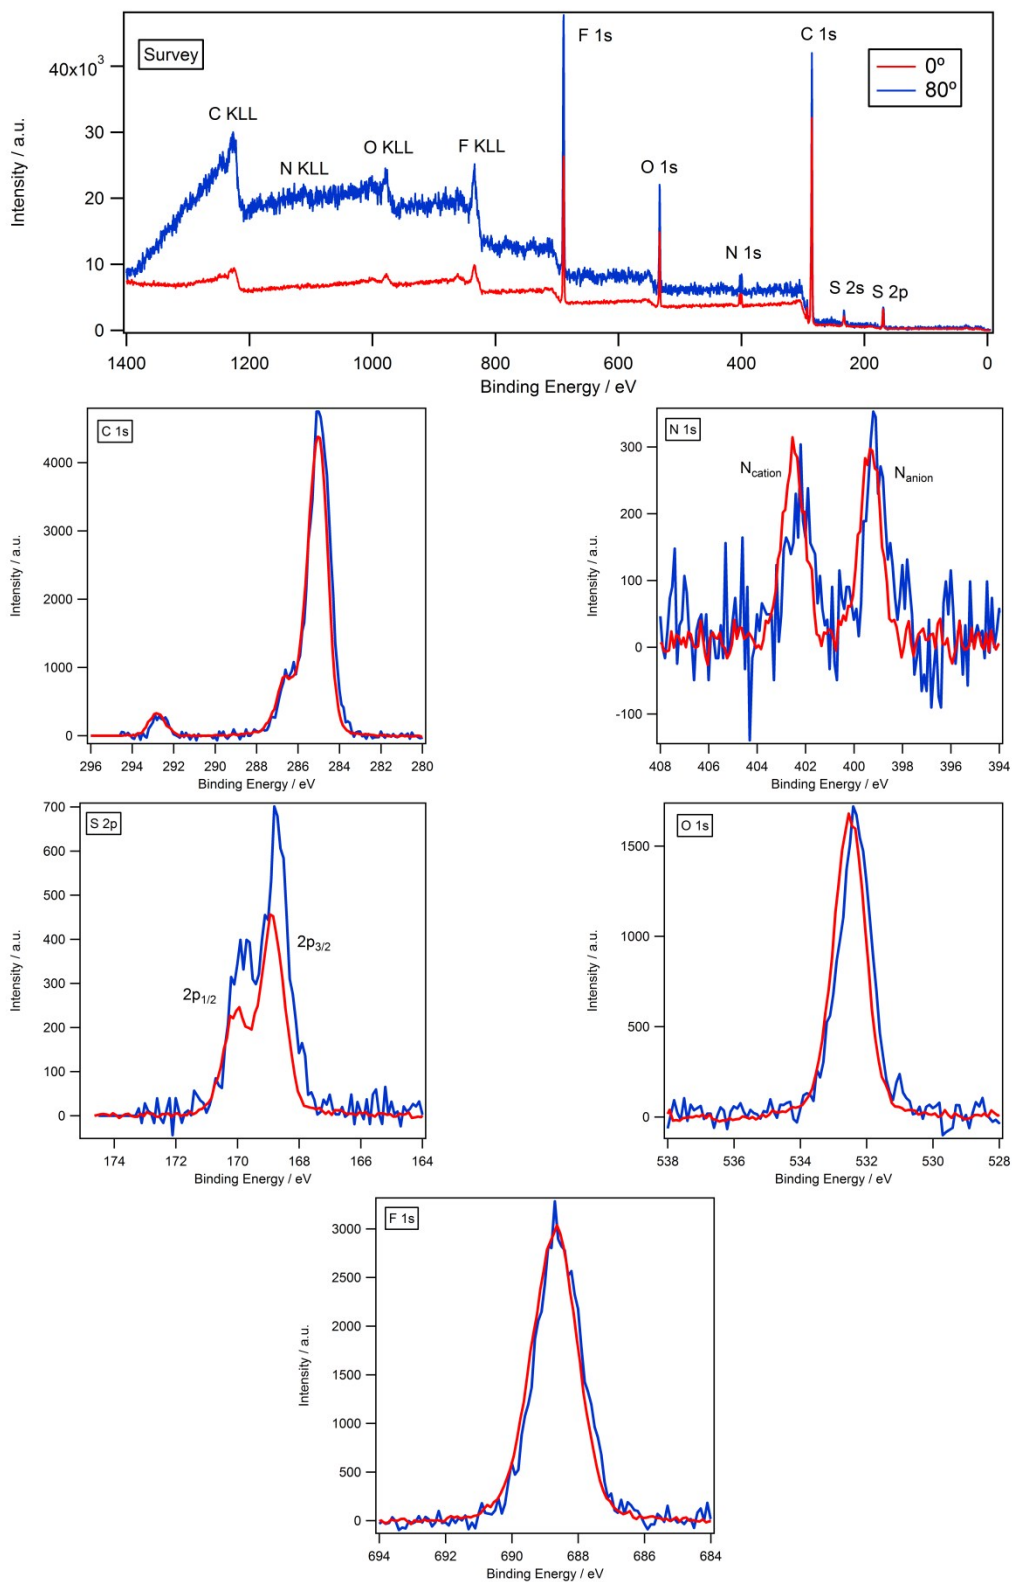 Survey
F 1s
C 1s
0º
80º
40x10³
30
20
10
0
Intensity / a.u.
C KLL
N KLL
O KLL
F KLL
O 1s
N 1s
S 2s
S 2p
1400
1200
1000
800
600
400
200
0
Binding Energy / eV
C 1s
4000
3000
2000
1000
0
Intensity / a.u.
296
294
292
290
288
286
284
282
280
Binding Energy / eV
N 1s
N_cation
N_anion
300
200
100
0
-100
Intensity / a.u.
408
406
404
402
400
398
396
394
Binding Energy / eV
S 2p
700
600
500
400
300
200
100
0
Intensity / a.u.
2p1/2
2p3/2
174
172
170
168
166
164
Binding Energy / eV
O 1s
1500
1000
500
0
Intensity / a.u.
538
536
534
532
530
528
Binding Energy / eV
F 1s
3000
2500
2000
1500
1000
500
0
Intensity / a.u.
694
692
690
688
686
684
Binding Energy / eV